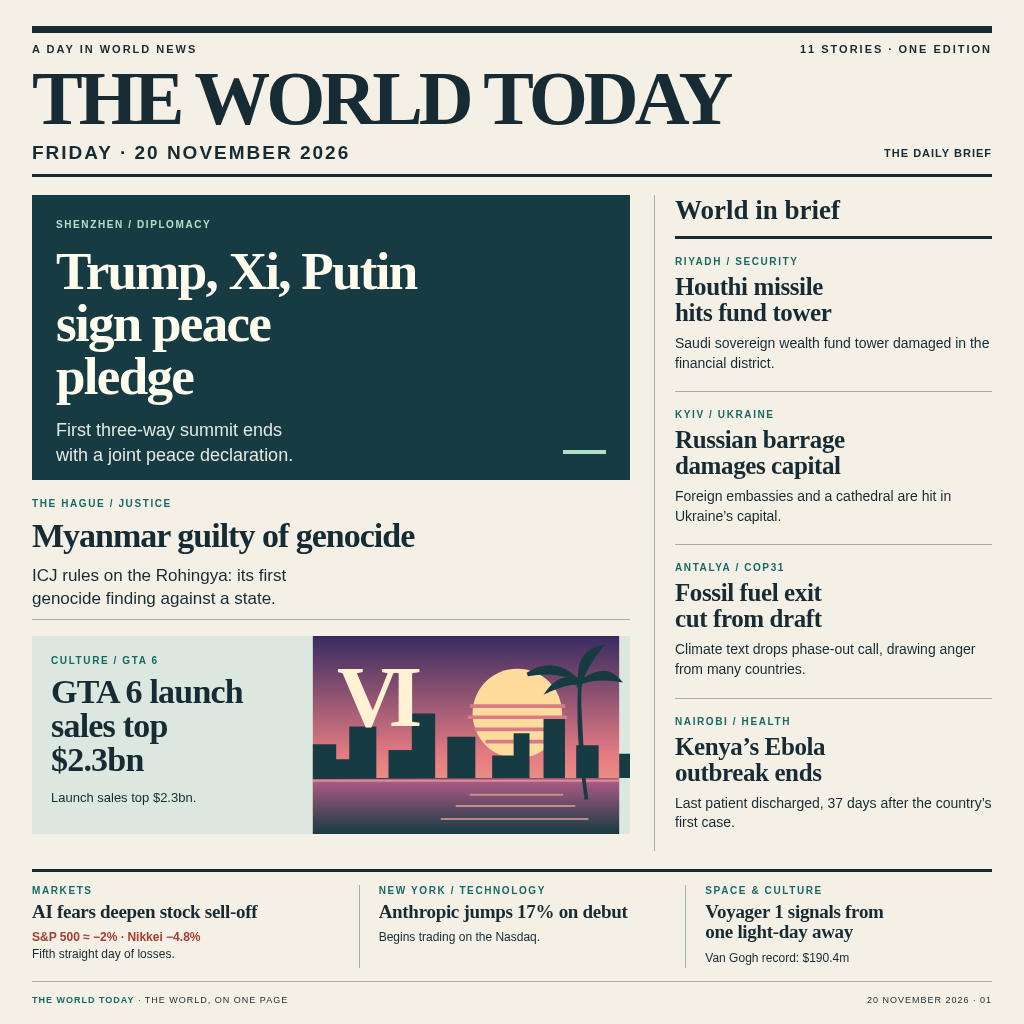 A DAY IN WORLD NEWS
11 STORIES · ONE EDITION
THE WORLD TODAY
FRIDAY · 20 NOVEMBER 2026
THE DAILY BRIEF
SHENZHEN / DIPLOMACY
Trump, Xi, Putin
sign peace
pledge
First three-way summit ends
with a joint peace declaration.
THE HAGUE / JUSTICE
Myanmar guilty of genocide
ICJ rules on the Rohingya: its first
genocide finding against a state.
CULTURE / GTA 6
GTA 6 launch
sales top
$2.3bn
Launch sales top $2.3bn.
VI
World in brief
RIYADH / SECURITY
Houthi missile
hits fund tower
Saudi sovereign wealth fund tower damaged in the
financial district.
KYIV / UKRAINE
Russian barrage
damages capital
Foreign embassies and a cathedral are hit in
Ukraine’s capital.
ANTALYA / COP31
Fossil fuel exit
cut from draft
Climate text drops phase-out call, drawing anger
from many countries.
NAIROBI / HEALTH
Kenya’s Ebola
outbreak ends
Last patient discharged, 37 days after the country’s
first case.
MARKETS
AI fears deepen stock sell-off
S&P 500 ≈ −2% · Nikkei −4.8%
Fifth straight day of losses.
NEW YORK / TECHNOLOGY
Anthropic jumps 17% on debut
Begins trading on the Nasdaq.
SPACE & CULTURE
Voyager 1 signals from
one light-day away
Van Gogh record: $190.4m
THE WORLD TODAY · THE WORLD, ON ONE PAGE
20 NOVEMBER 2026 · 01